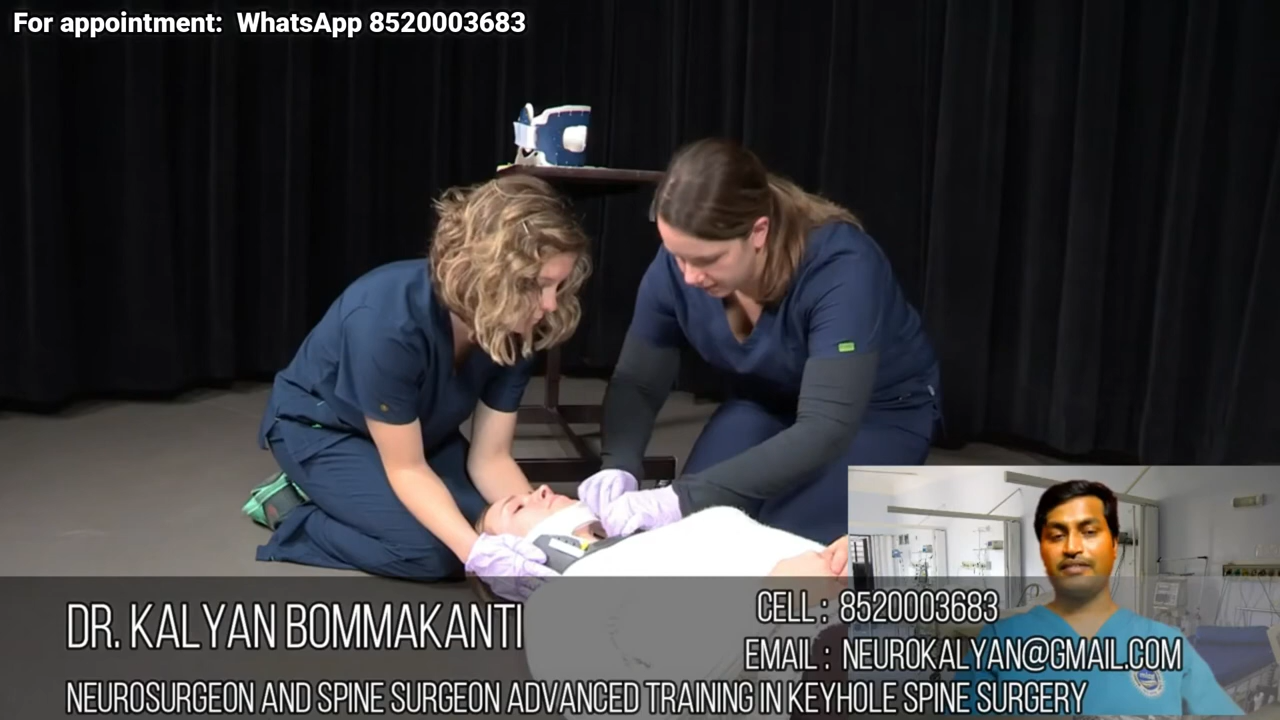 For appointment:  WhatsApp 8520003683
DR. KALYAN BOMMAKANTI
CELL : 8520003683
EMAIL : NEUROKALYAN@GMAIL.COM
NEUROSURGEON AND SPINE SURGEON ADVANCED TRAINING IN KEYHOLE SPINE SURGERY